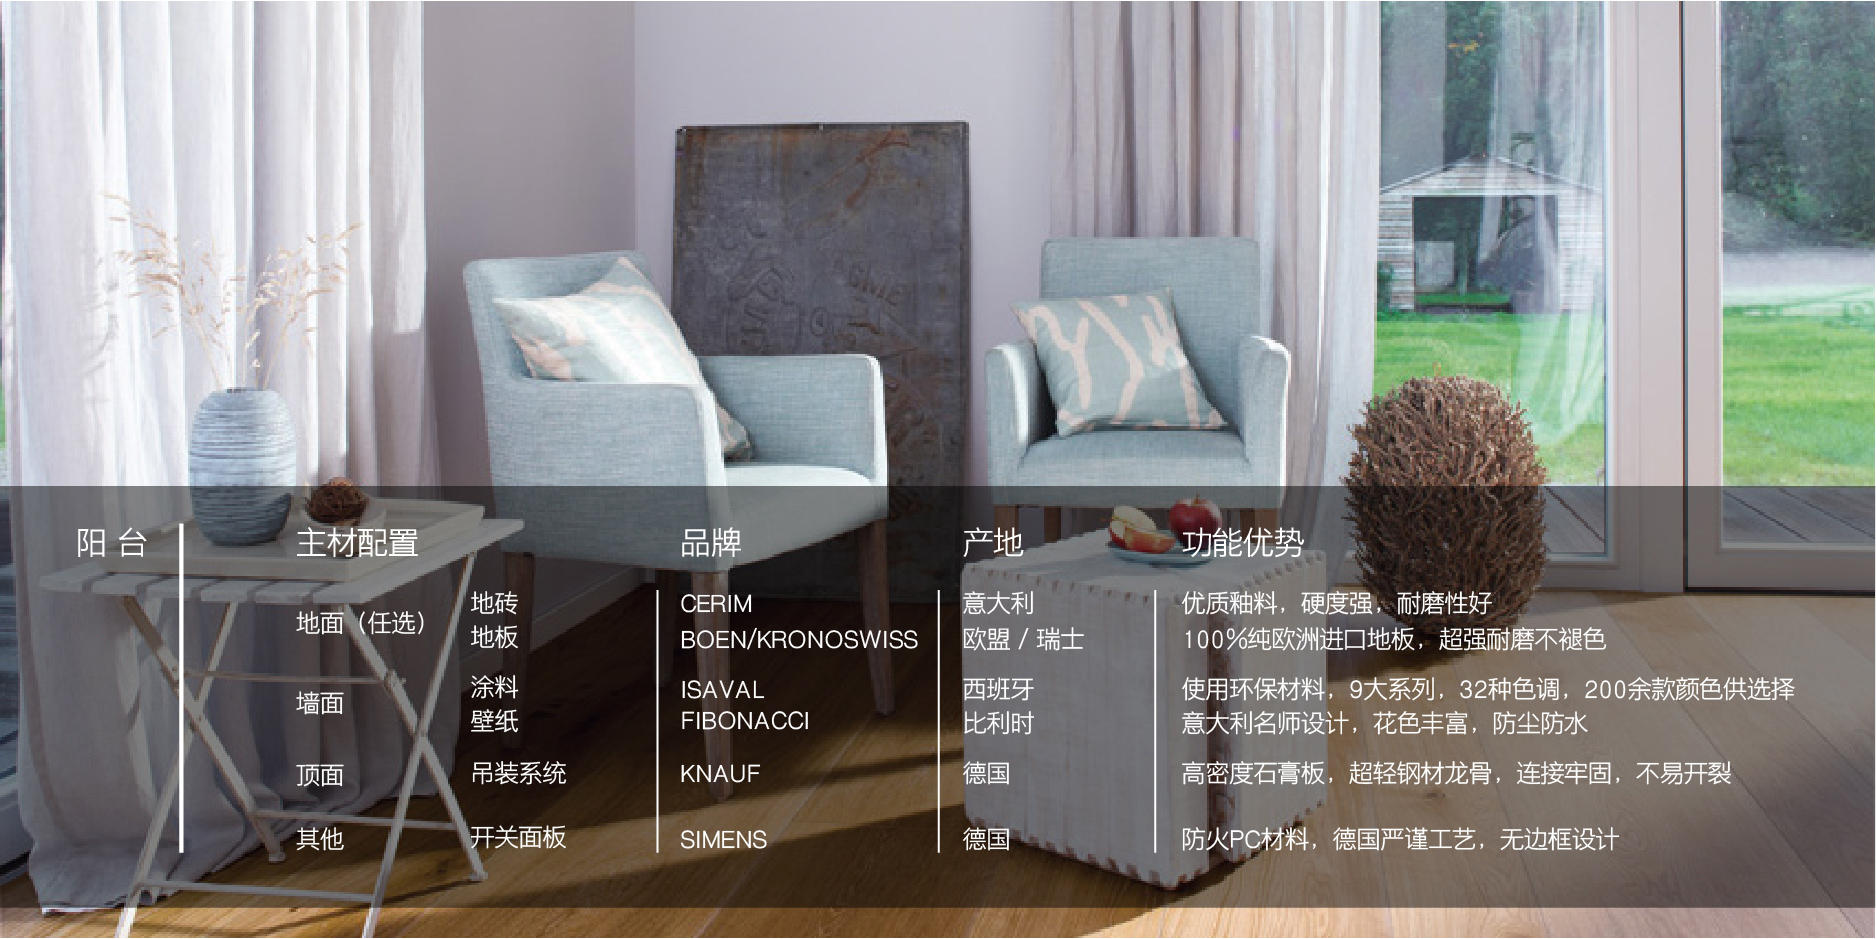 阳 台 主材配置 品牌 产地 功能优势
地面（任选） 地砖 CERIM 意大利 优质釉料，硬度强，耐磨性好
地板 BOEN/KRONOSWISS 欧盟 / 瑞士 100%纯欧洲进口地板，超强耐磨不褪色
墙面 涂料 ISAVAL 西班牙 使用环保材料，9大系列，32种色调，200余款颜色供选择
壁纸 FIBONACCI 比利时 意大利名师设计，花色丰富，防尘防水
顶面 吊装系统 KNAUF 德国 高密度石膏板，超轻钢材龙骨，连接牢固，不易开裂
其他 开关面板 SIMENS 德国 防火PC材料，德国严谨工艺，无边框设计